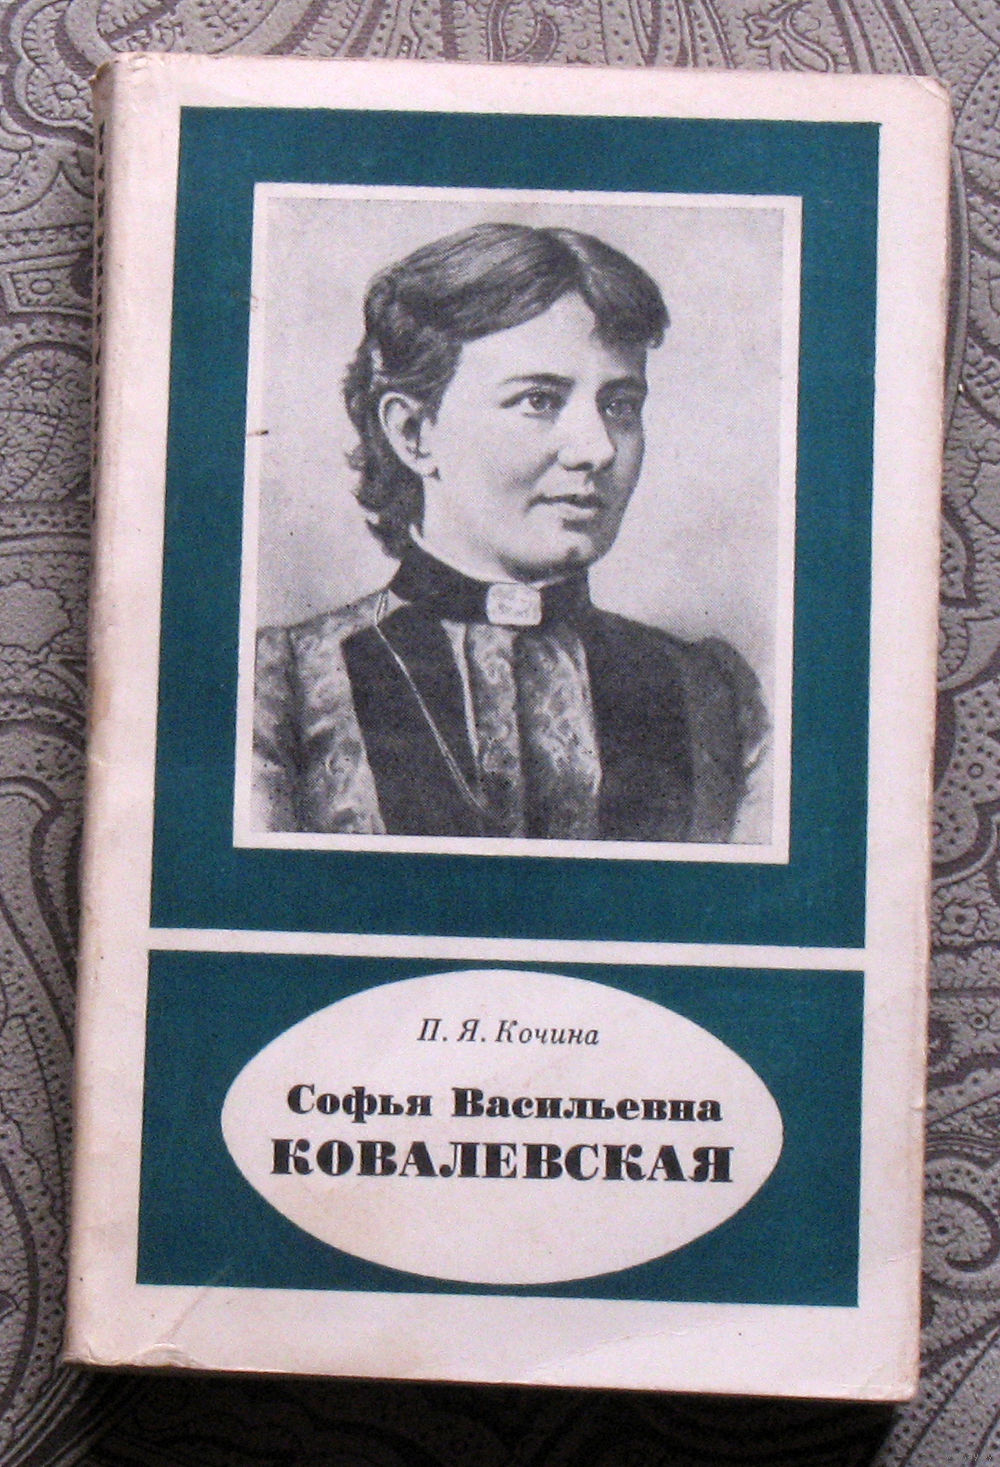 П. Я. Кочина
Софья Васильевна
КОВАЛЕВСКАЯ